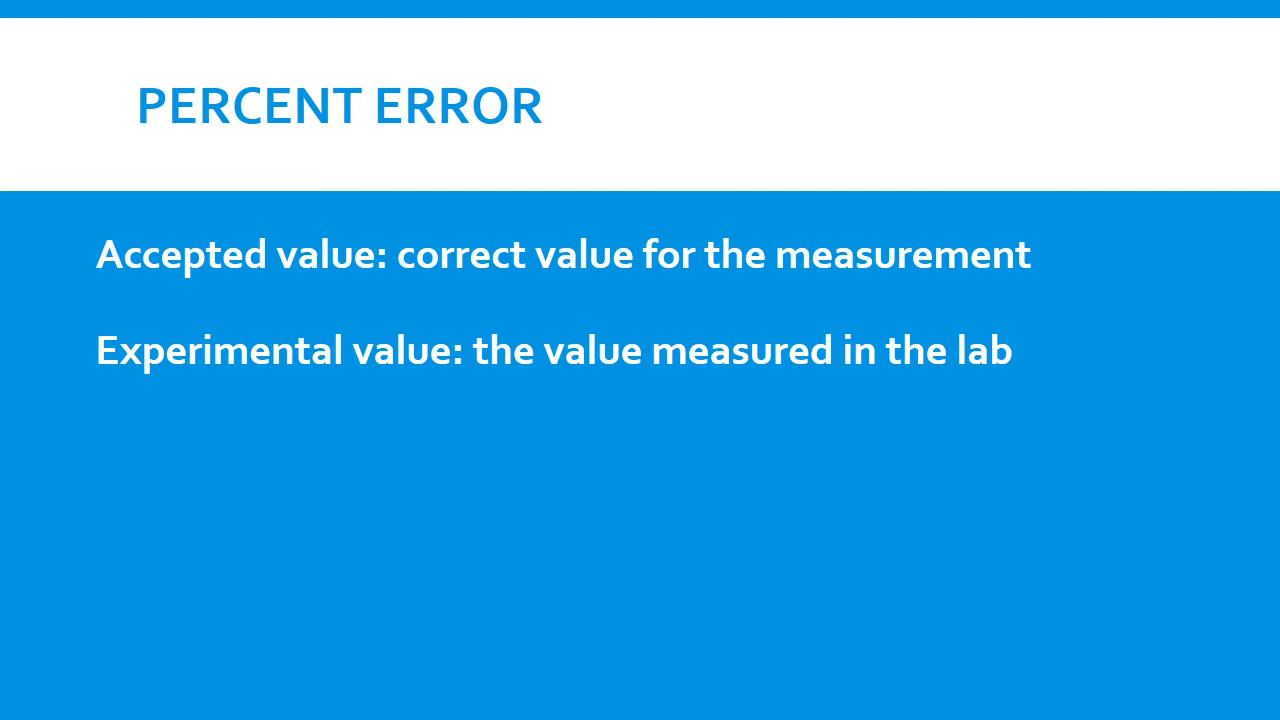 PERCENT ERROR
Accepted value: correct value for the measurement
Experimental value: the value measured in the lab